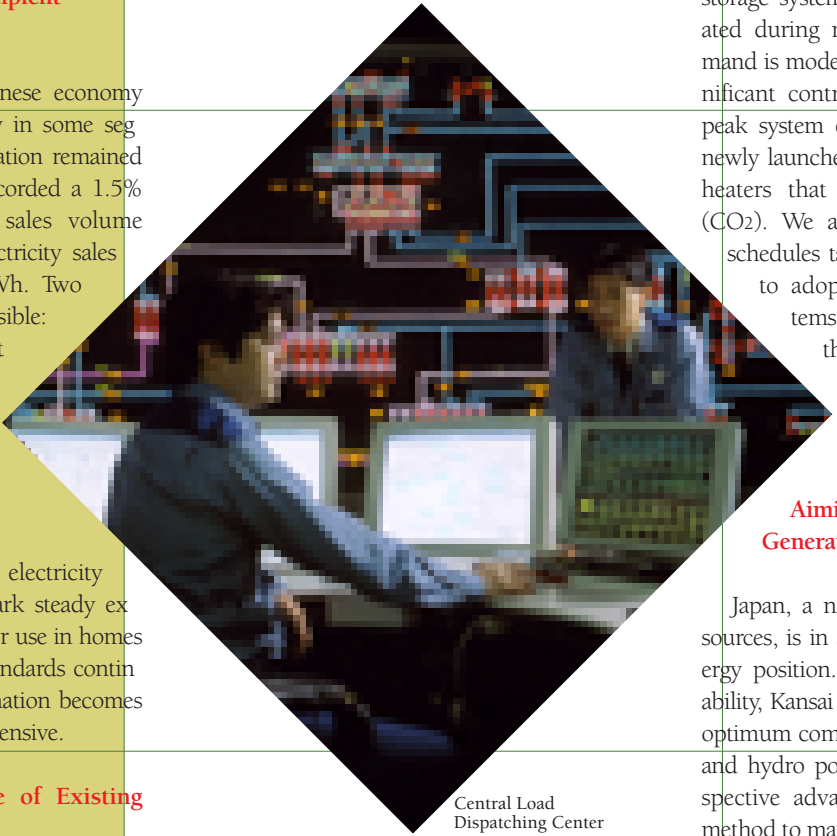 nese economy
in some seg
ation remained
corded a 1.5%
sales volume
ctricity sales
Wh. Two
sible:
electricity
ark steady ex
r use in homes
ndards contin
nation becomes
ensive.
e of Existing
Central Load
Dispatching Center
storage system
ated during
mand is mode
nificant contr
peak system
newly launche
heaters that
(CO2). We a
schedules ta
to adop
tems
th
Aimi
Genera
Japan, a n
sources, is in
ergy position.
ability, Kansai
optimum com
and hydro po
spective adva
method to ma